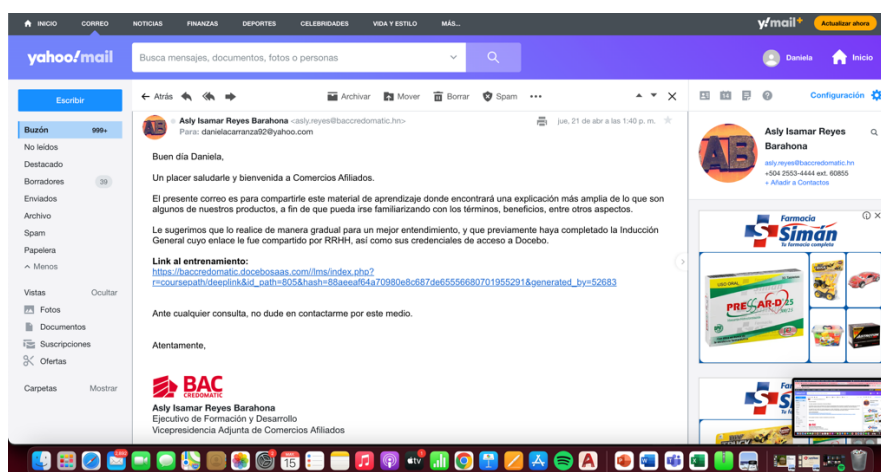 INICIO CORREO NOTICIAS FINANZAS DEPORTES CELEBRIDADES VIDA Y ESTILO MÁS...
y!mail+ Actualizar ahora
yahoo!mail
Busca mensajes, documentos, fotos o personas
Daniela Inicio
Escribir
Atrás Archivar Mover Borrar Spam
Configuración
Buzón 999+
No leídos
Destacado
Borradores 39
Enviados
Archivo
Spam
Papelera
Menos
Vistas Ocultar
Fotos
Documentos
Suscripciones
Ofertas
Carpetas Mostrar
Asly Isamar Reyes Barahona <asly.reyes@baccredomatic.hn>
Para: danielacarranza92@yahoo.com
jue, 21 de abr a las 1:40 p. m.
Buen día Daniela,
Un placer saludarle y bienvenida a Comercios Afiliados.
El presente correo es para compartirle este material de aprendizaje donde encontrará una explicación más amplia de lo que son
algunos de nuestros productos, a fin de que pueda irse familiarizando con los términos, beneficios, entre otros aspectos.
Le sugerimos que lo realice de manera gradual para un mejor entendimiento, y que previamente haya completado la Inducción
General cuyo enlace le fue compartido por RRHH, así como sus credenciales de acceso a Docebo.
Link al entrenamiento:
https://baccredomatic.docebosaas.com//lms/index.php?
r=coursepath/deeplink&id_path=805&hash=88aeeaf64a70980e8c687de65556680701955291&generated_by=52683
Ante cualquier consulta, no dude en contactarme por este medio.
Atentamente,
BAC
CREDOMATIC
Asly Isamar Reyes Barahona
Ejecutivo de Formación y Desarrollo
Vicepresidencia Adjunta de Comercios Afiliados
AB
AB
Asly Isamar Reyes
Barahona
asly.reyes@baccredomatic.hn
+504 2553-4444 ext. 60855
+ Añadir a Contactos
Farmacia
Simán
Tu farmacia completa
PRESAR-D 25
15
tv